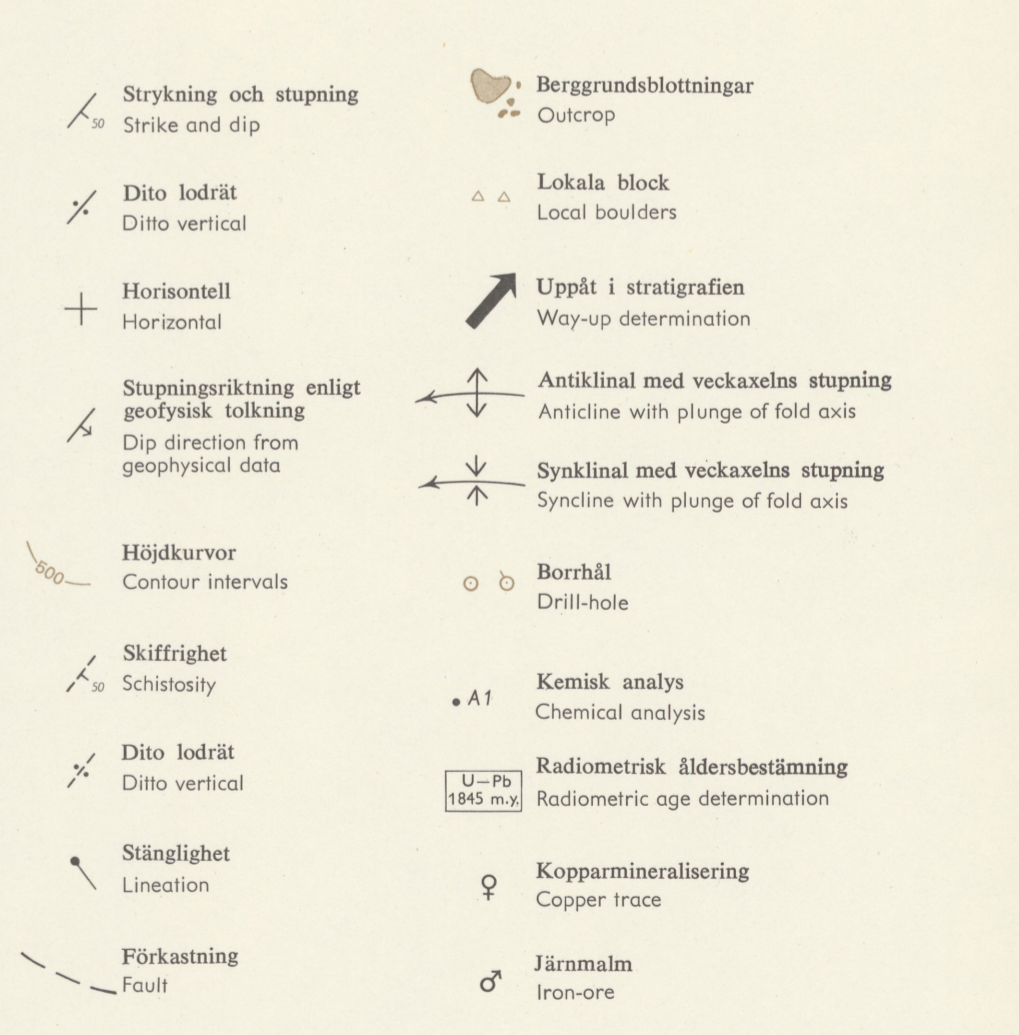 Strykning och stupning
50 Strike and dip
Dito lodrät
Ditto vertical
Horisontell
Horizontal
Stupningsriktning enligt
geofysisk tolkning
Dip direction from
geophysical data
Höjdkurvor
500 Contour intervals
Skiffrighet
50 Schistosity
Dito lodrät
Ditto vertical
Stänglighet
Lineation
Förkastning
Fault
Berggrundsblottningar
Outcrop
Lokala block
Local boulders
Uppåt i stratigrafien
Way-up determination
Antiklinal med veckaxelns stupning
Anticline with plunge of fold axis
Synklinal med veckaxelns stupning
Syncline with plunge of fold axis
Borrhål
Drill-hole
Kemisk analys
A1
Chemical analysis
Radiometrisk åldersbestämning
U–Pb
1845 m.y. Radiometric age determination
Kopparmineralisering
Copper trace
Järnmalm
Iron-ore